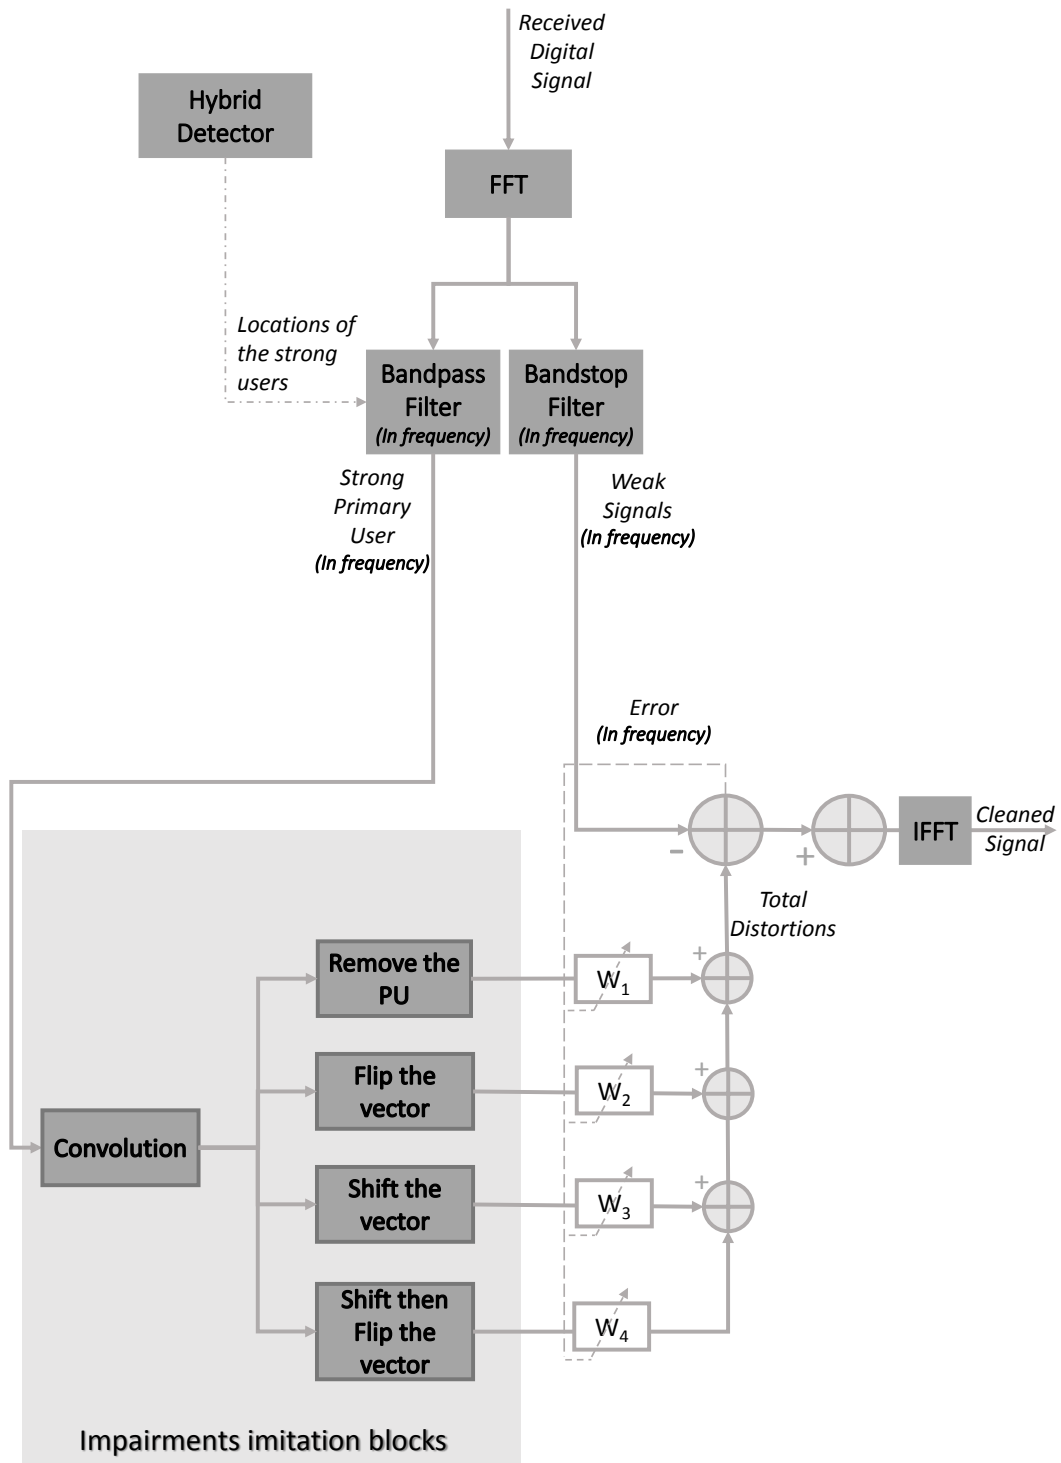 Received
Digital
Signal
Hybrid
Detector
FFT
Locations of
the strong
users
Bandpass
Filter
(In frequency)
Bandstop
Filter
(In frequency)
Strong
Primary
User
(In frequency)
Weak
Signals
(In frequency)
Error
(In frequency)
-
+
IFFT
Cleaned
Signal
Total
Distortions
Remove the
PU
W1
+
Flip the
vector
W2
+
Convolution
Shift the
vector
W3
+
Shift then
Flip the
vector
W4
Impairments imitation blocks